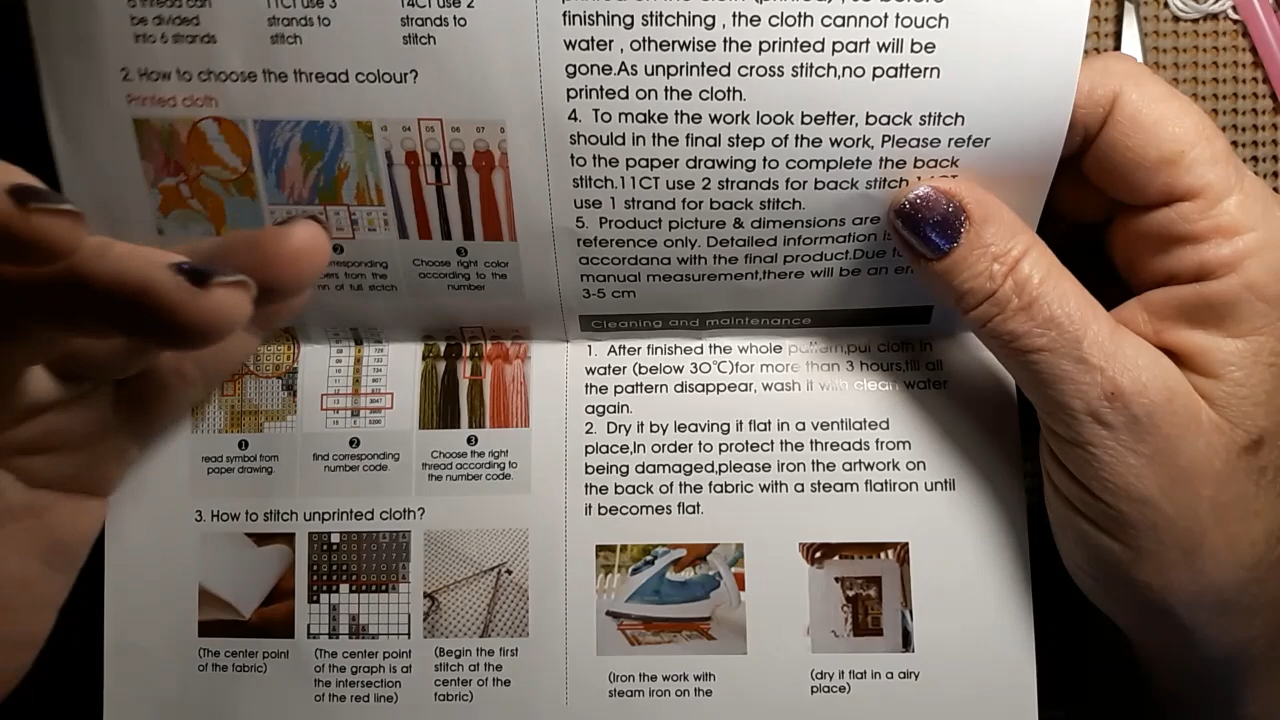 a thread can
be divided
into 6 strands
11CT use 3
strands to
stitch
14CT use 2
strands to
stitch
2. How to choose the thread colour?
Printed cloth
04 05 06 07
❷
❸
Choose right color
according to the
number
❶
read symbol from
paper drawing.
❷
find corresponding
number code.
❸
Choose the right
thread according to
the number code.
3. How to stitch unprinted cloth?
(The center point
of the fabric)
(The center point
of the graph is at
the intersection
of the red line)
(Begin the first
stitch at the
center of the
fabric)
finishing stitching , the cloth cannot touch
water , otherwise the printed part will be
gone.As unprinted cross stitch,no pattern
printed on the cloth.
4. To make the work look better, back stitch
should in the final step of the work, Please refer
to the paper drawing to complete the back
stitch.11CT use 2 strands for back stitch
use 1 strand for back stitch.
5. Product picture & dimensions are
reference only. Detailed information
accordana with the final product.Due
manual measurement,there will be an
3-5 cm
Cleaning and maintenance
1. After finished the whole pattern,put cloth in
water (below 30℃)for more than 3 hours,till all
the pattern disappear, wash it with clean water
again.
2. Dry it by leaving it flat in a ventilated
place,In order to protect the threads from
being damaged,please iron the artwork on
the back of the fabric with a steam flatiron until
it becomes flat.
(Iron the work with
steam iron on the
(dry it flat in a airy
place)